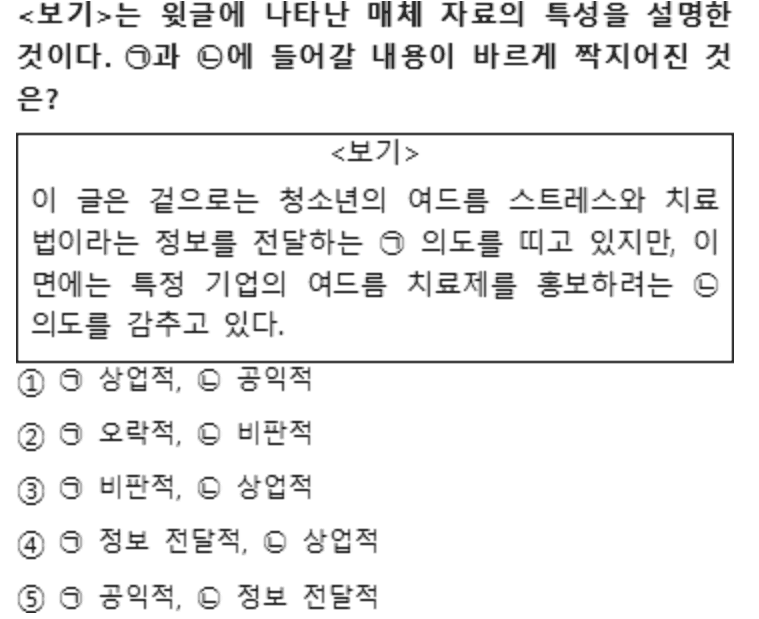 <보기>는 윗글에 나타난 매체 자료의 특성을 설명한
것이다. ㉠과 ㉡에 들어갈 내용이 바르게 짝지어진 것
은?
<보기>
이 글은 겉으로는 청소년의 여드름 스트레스와 치료
법이라는 정보를 전달하는 ㉠ 의도를 띠고 있지만, 이
면에는 특정 기업의 여드름 치료제를 홍보하려는 ㉡
의도를 감추고 있다.
① ㉠ 상업적, ㉡ 공익적
② ㉠ 오락적, ㉡ 비판적
③ ㉠ 비판적, ㉡ 상업적
④ ㉠ 정보 전달적, ㉡ 상업적
⑤ ㉠ 공익적, ㉡ 정보 전달적